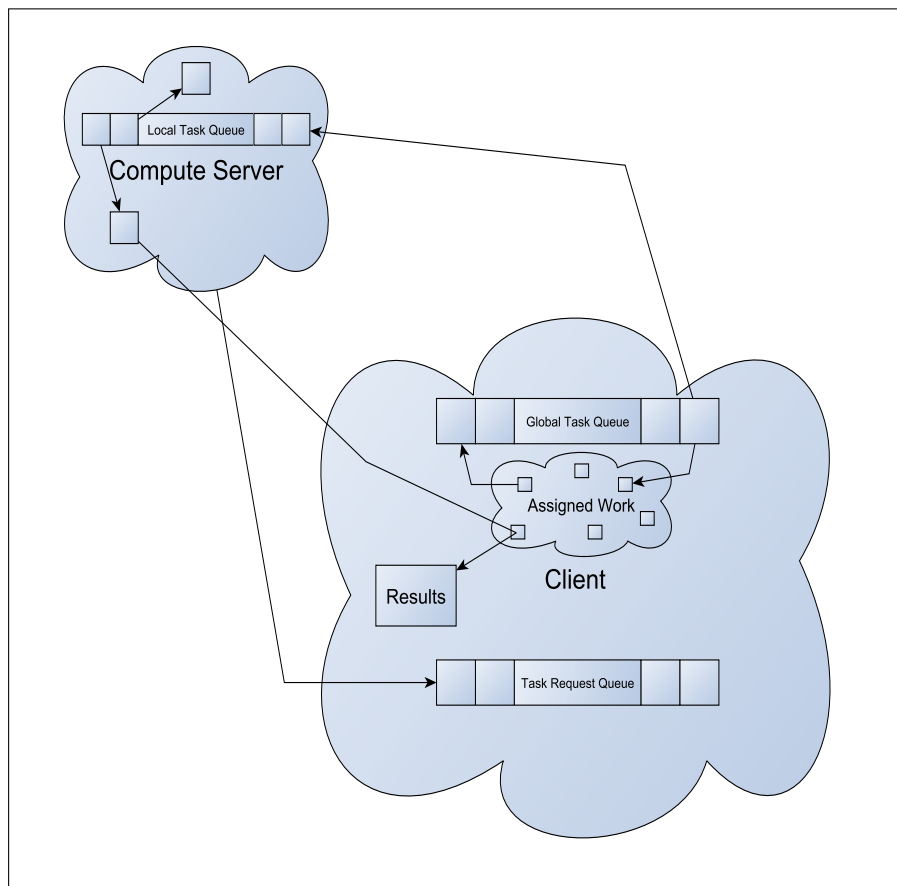 Local Task Queue
Compute Server
Global Task Queue
Assigned Work
Client
Results
Task Request Queue